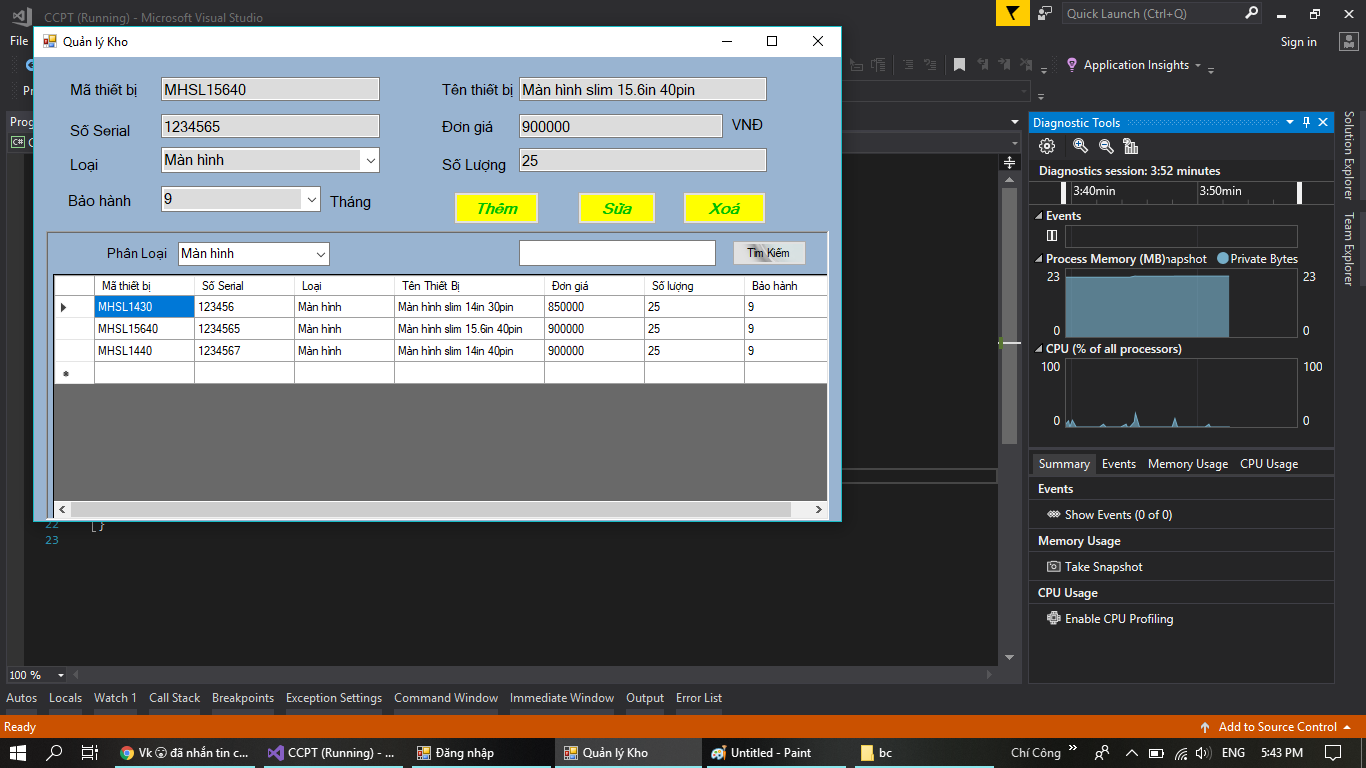 CCPT (Running) - Microsoft Visual Studio
Quick Launch (Ctrl+Q)
File
Sign in
Application Insights
Quản lý Kho
Mã thiết bị MHSL15640 Tên thiết bị Màn hình slim 15.6in 40pin
Số Serial 1234565 Đơn giá 900000 VNĐ
Loại Màn hình Số Lượng 25
Bảo hành 9 Tháng Thêm Sửa Xoá
Phân Loại Màn hình Tìm Kiếm
Mã thiết bị Số Serial Loại Tên Thiết Bị Đơn giá Số lượng Bảo hành
MHSL1430 123456 Màn hình Màn hình slim 14in 30pin 850000 25 9
MHSL15640 1234565 Màn hình Màn hình slim 15.6in 40pin 900000 25 9
MHSL1440 1234567 Màn hình Màn hình slim 14in 40pin 900000 25 9
22 }
23
100 %
Diagnostic Tools
Diagnostics session: 3:52 minutes
3:40min 3:50min
Events
Process Memory (MB) napshot Private Bytes
23 23
0 0
CPU (% of all processors)
100 100
0 0
Summary Events Memory Usage CPU Usage
Events
Show Events (0 of 0)
Memory Usage
Take Snapshot
CPU Usage
Enable CPU Profiling
Solution Explorer
Team Explorer
Autos Locals Watch 1 Call Stack Breakpoints Exception Settings Command Window Immediate Window Output Error List
Ready Add to Source Control
Vk đã nhắn tin c... CCPT (Running) - ... Đăng nhập Quản lý Kho Untitled - Paint bc Chí Công ENG 5:43 PM